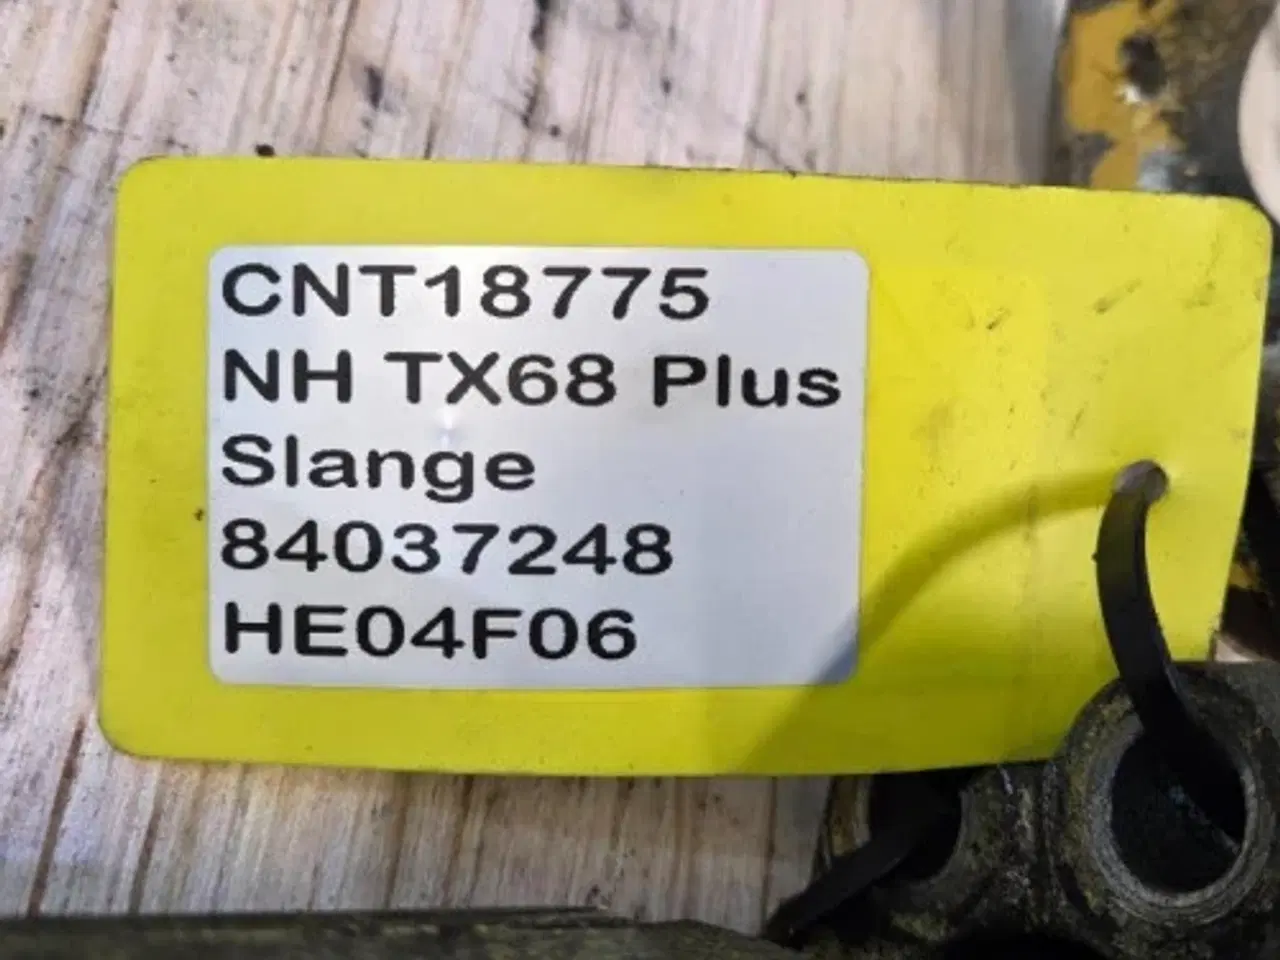 CNT18775
NH TX68 Plus
Slange
84037248
HE04F06